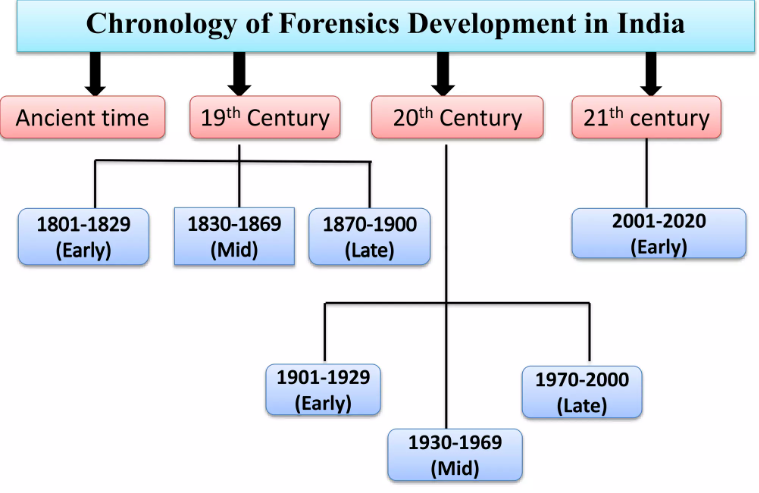 Chronology of Forensics Development in India
Ancient time
19th Century
20th Century
21th century
1801-1829
(Early)
1830-1869
(Mid)
1870-1900
(Late)
2001-2020
(Early)
1901-1929
(Early)
1970-2000
(Late)
1930-1969
(Mid)